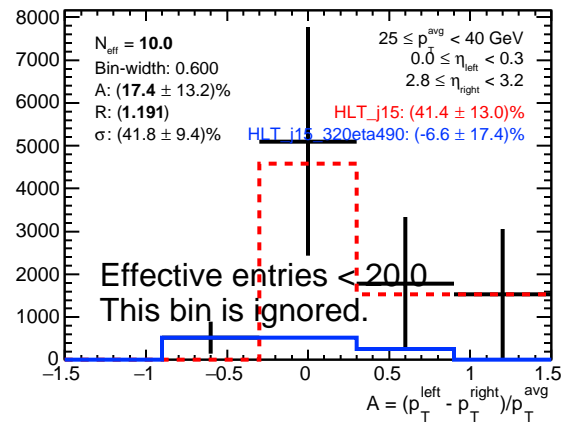 8000
7000
6000
5000
4000
3000
2000
1000
0
N_eff = 10.0
Bin-width: 0.600
A: (17.4 ± 13.2)%
R: (1.191)
σ: (41.8 ± 9.4)%
25 ≤ p_T^avg < 40 GeV
0.0 ≤ η_left < 0.3
2.8 ≤ η_right < 3.2
HLT_j15: (41.4 ± 13.0)%
HLT_j15_320eta490: (-6.6 ± 17.4)%
Effective entries < 20.0
This bin is ignored.
−1.5 −1 −0.5 0 0.5 1 1.5
A = (p_T^left - p_T^right)/p_T^avg